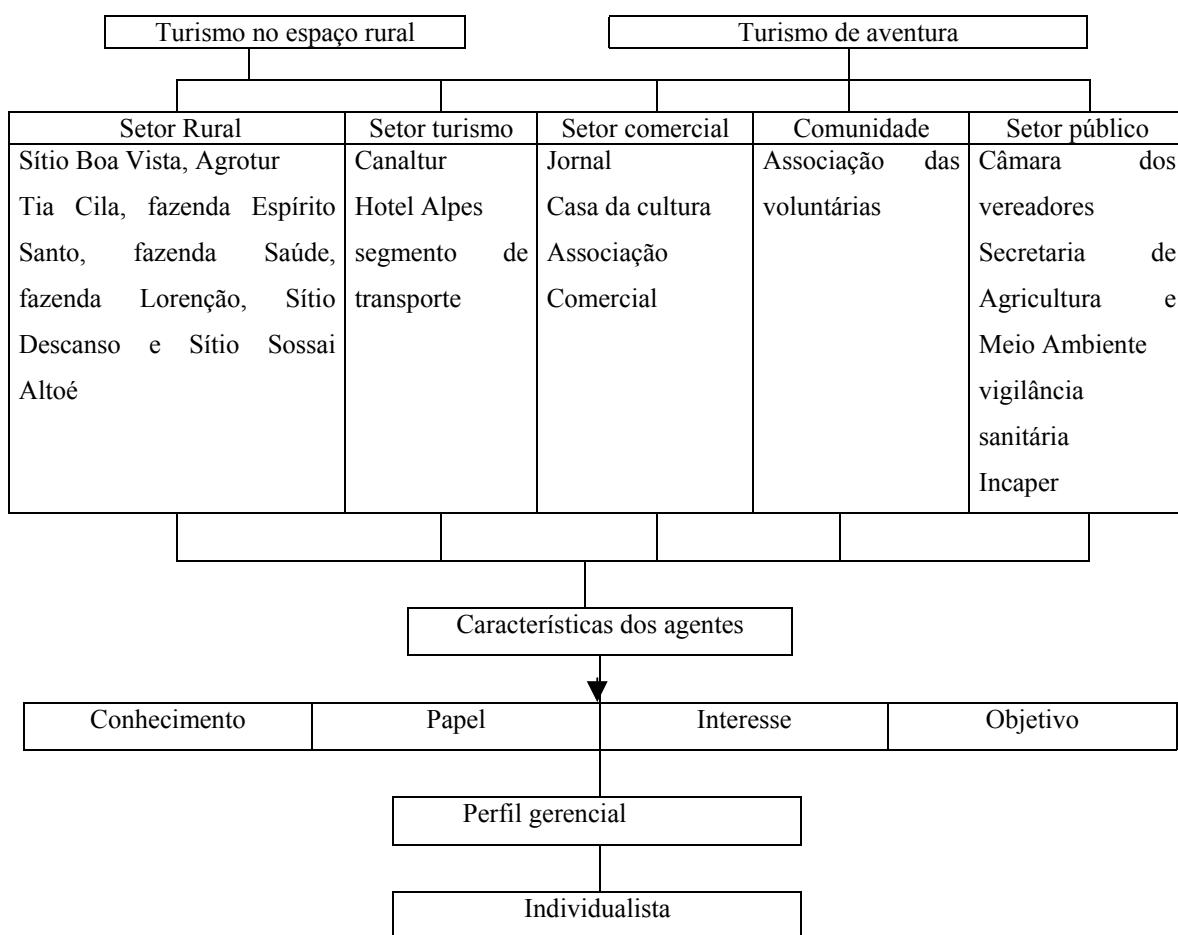 Turismo no espaço rural
Turismo de aventura
Setor Rural
Sítio Boa Vista, Agrotur
Tia Cila, fazenda Espírito
Santo, fazenda Saúde,
fazenda Lorenção, Sítio
Descanso e Sítio Sossai
Altoé
Setor turismo
Canaltur
Hotel Alpes
segmento de
transporte
Setor comercial
Jornal
Casa da cultura
Associação
Comercial
Comunidade
Associação das
voluntárias
Setor público
Câmara dos
vereadores
Secretaria de
Agricultura e
Meio Ambiente
vigilância
sanitária
Incaper
Características dos agentes
Conhecimento
Papel
Interesse
Objetivo
Perfil gerencial
Individualista